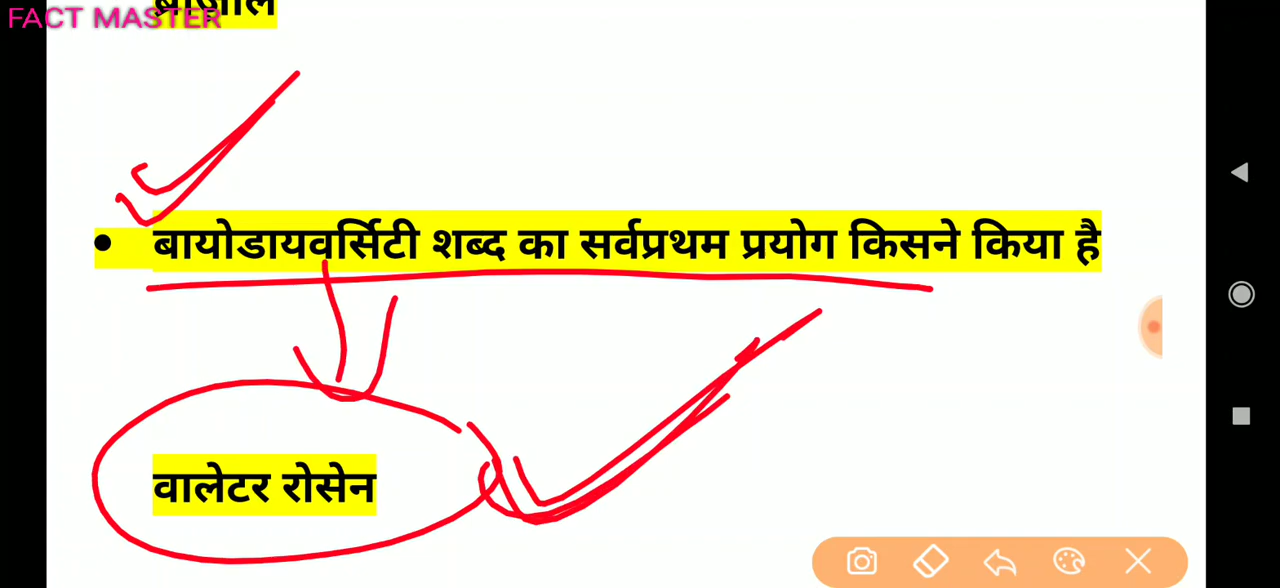 ब्राजील
FACT MASTER
• बायोडायवर्सिटी शब्द का सर्वप्रथम प्रयोग किसने किया है
वालेटर रोसेन